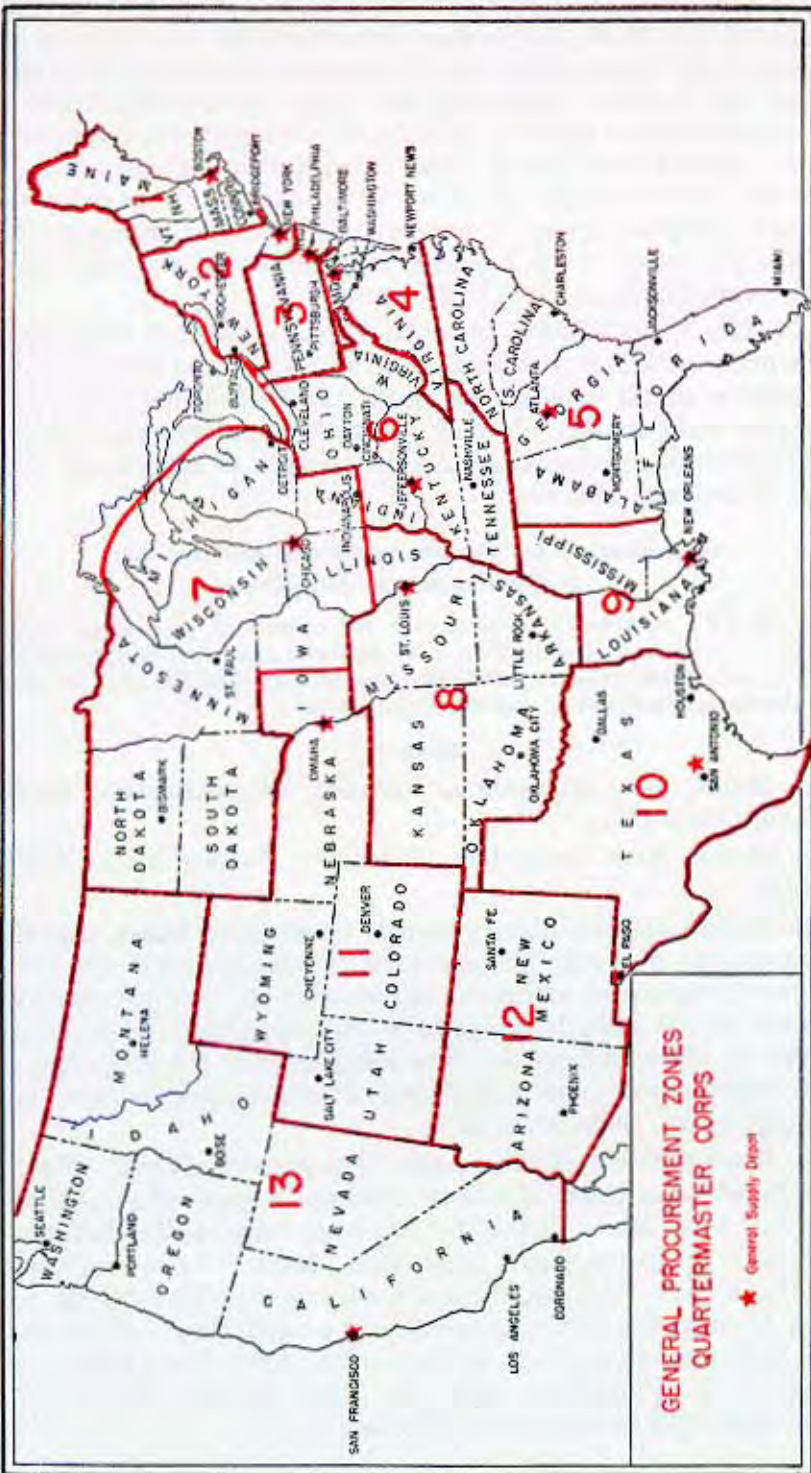 GENERAL PROCUREMENT ZONES
QUARTERMASTER CORPS
★ General Supply Depot
1
2
3
4
5
6
7
8
9
10
11
12
13
SEATTLE
WASHINGTON
PORTLAND
OREGON
IDAHO
BOSE
MONTANA
HELENA
NORTH
DAKOTA
BISMARK
SOUTH
DAKOTA
MINNESOTA
ST. PAUL
WISCONSIN
MICHIGAN
DETROIT
TORONTO
BUFFALO
ROCHESTER
NEW YORK
VT.
NH
MAINE
MASS
BOSTON
CONN
BRIDGEPORT
NEW YORK
PHILADELPHIA
BALTIMORE
WASHINGTON
NEWPORT NEWS
PENNSYLVANIA
PITTSBURGH
CLEVELAND
OHIO
DAYTON
CINCINNATI
INDIANAPOLIS
INDIANA
JEFFERSONVILLE
CHICAGO
ILLINOIS
IOWA
OMAHA
NEBRASKA
WYOMING
CHEYENNE
SALT LAKE CITY
UTAH
NEVADA
CALIFORNIA
SAN FRANCISCO
LOS ANGELES
CORONADO
ARIZONA
PHOENIX
NEW
MEXICO
SANTA FE
EL PASO
COLORADO
DENVER
KANSAS
MISSOURI
ST. LOUIS
KENTUCKY
W. VIRGINIA
VIRGINIA
NORTH CAROLINA
S. CAROLINA
CHARLESTON
TENNESSEE
NASHVILLE
ARKANSAS
LITTLE ROCK
OKLAHOMA
OKLAHOMA CITY
TEXAS
DALLAS
HOUSTON
SAN ANTONIO
LOUISIANA
NEW ORLEANS
MISSISSIPPI
ALABAMA
MONTGOMERY
GEORGIA
ATLANTA
JACKSONVILLE
FLORIDA
MIAMI